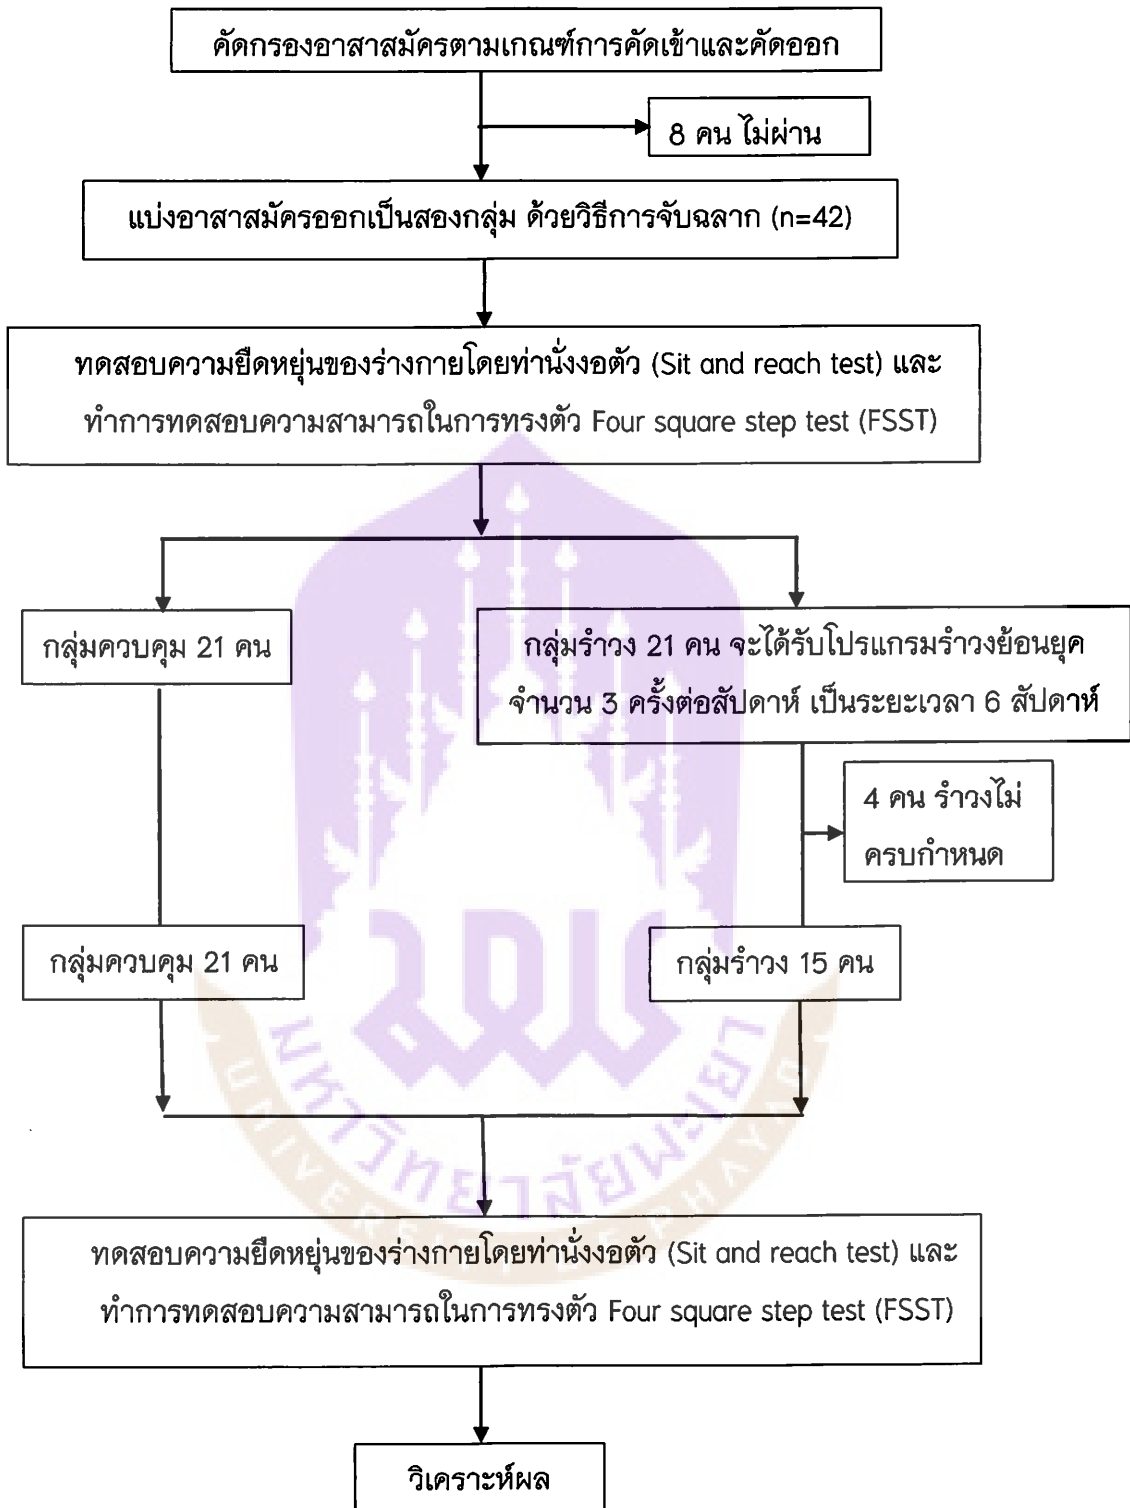 คัดกรองอาสาสมัครตามเกณฑ์การคัดเข้าและคัดออก
8 คน ไม่ผ่าน
แบ่งอาสาสมัครออกเป็นสองกลุ่ม ด้วยวิธีการจับฉลาก (n=42)
ทดสอบความยืดหยุ่นของร่างกายโดยท่านั่งงอตัว (Sit and reach test) และ
ทำการทดสอบความสามารถในการทรงตัว Four square step test (FSST)
กลุ่มควบคุม 21 คน
กลุ่มรำวง 21 คน จะได้รับโปรแกรมรำวงย้อนยุค
จำนวน 3 ครั้งต่อสัปดาห์ เป็นระยะเวลา 6 สัปดาห์
4 คน รำวงไม่
ครบกำหนด
กลุ่มควบคุม 21 คน
กลุ่มรำวง 15 คน
มหาวิทยาลัยพะเยา
UNIVERSITY OF PHAYAO
ทดสอบความยืดหยุ่นของร่างกายโดยท่านั่งงอตัว (Sit and reach test) และ
ทำการทดสอบความสามารถในการทรงตัว Four square step test (FSST)
วิเคราะห์ผล